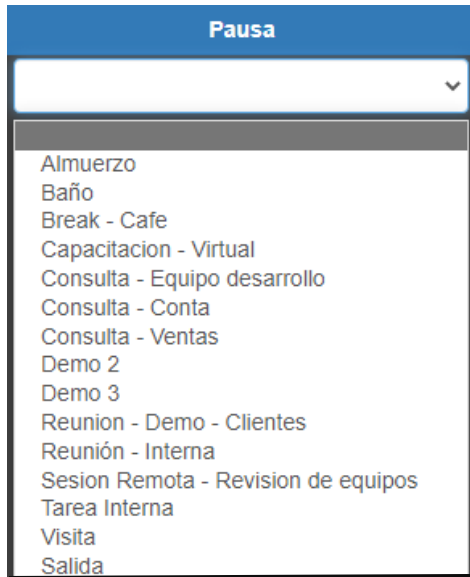 Pausa
Almuerzo
Baño
Break - Cafe
Capacitacion - Virtual
Consulta - Equipo desarrollo
Consulta - Conta
Consulta - Ventas
Demo 2
Demo 3
Reunion - Demo - Clientes
Reunión - Interna
Sesion Remota - Revision de equipos
Tarea Interna
Visita
Salida